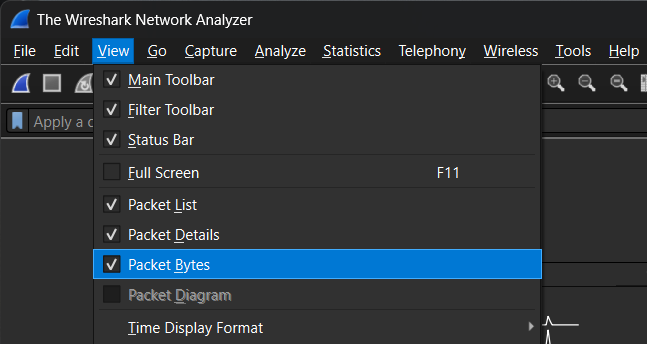 The Wireshark Network Analyzer
File Edit View Go Capture Analyze Statistics Telephony Wireless Tools Help
Main Toolbar
Filter Toolbar
Apply a
Status Bar
Full Screen F11
Packet List
Packet Details
Packet Bytes
Packet Diagram
Time Display Format